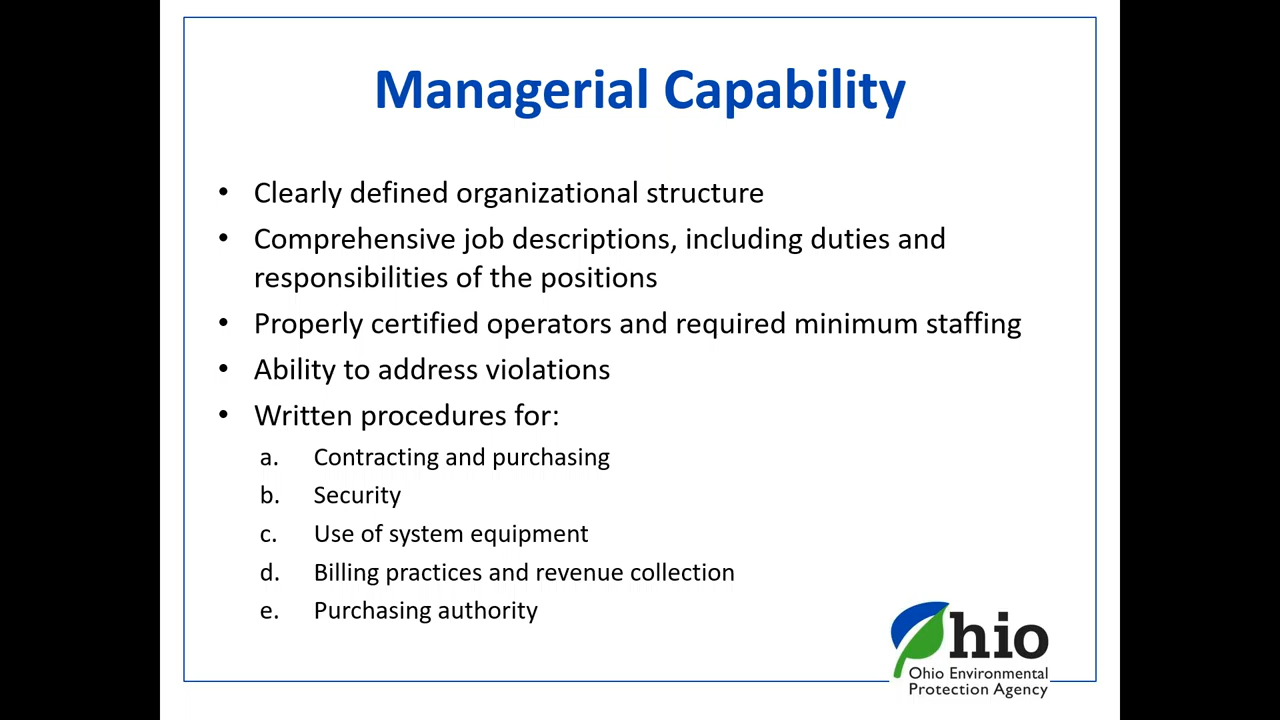 Managerial Capability
• Clearly defined organizational structure
• Comprehensive job descriptions, including duties and
responsibilities of the positions
• Properly certified operators and required minimum staffing
• Ability to address violations
• Written procedures for:
a. Contracting and purchasing
b. Security
c. Use of system equipment
d. Billing practices and revenue collection
e. Purchasing authority
Ohio
Ohio Environmental
Protection Agency